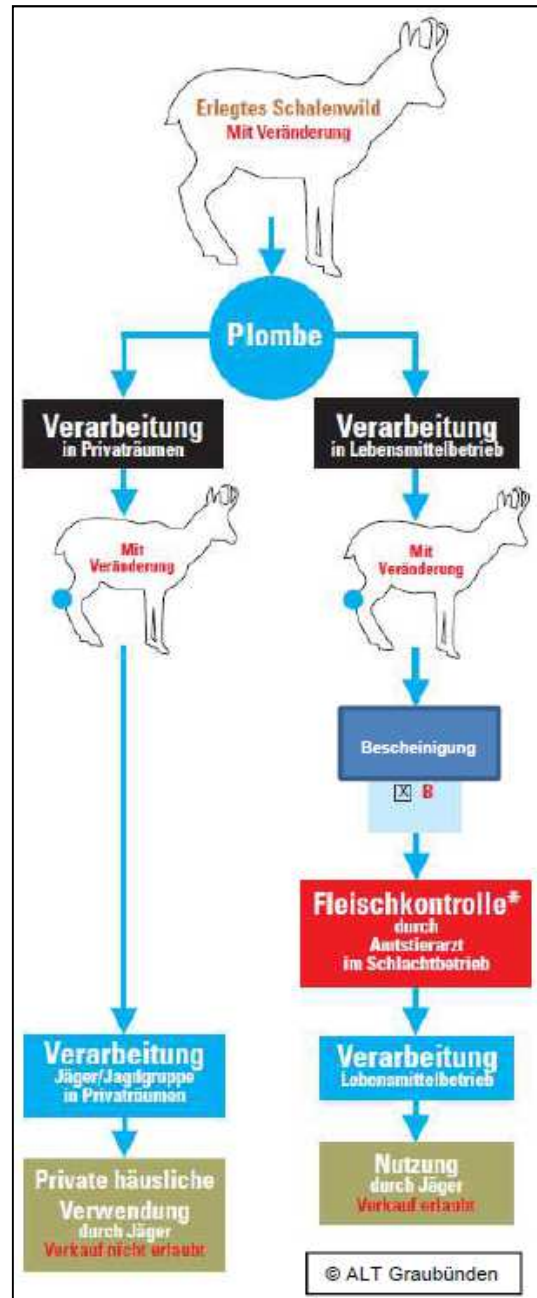 Erlegtes Schalenwild
Mit Veränderung
Plombe
Verarbeitung
in Privaträumen
Verarbeitung
in Lebensmittelbetrieb
Mit
Veränderung
Mit
Veränderung
Bescheinigung
X B
Fleischkontrolle*
durch
Amtstierarzt
im Schlachtbetrieb
Verarbeitung
Jäger/Jagdgruppe
in Privaträumen
Verarbeitung
Lebensmittelbetrieb
Private häusliche
Verwendung
durch Jäger
Verkauf nicht erlaubt
Nutzung
durch Jäger
Verkauf erlaubt
© ALT Graubünden